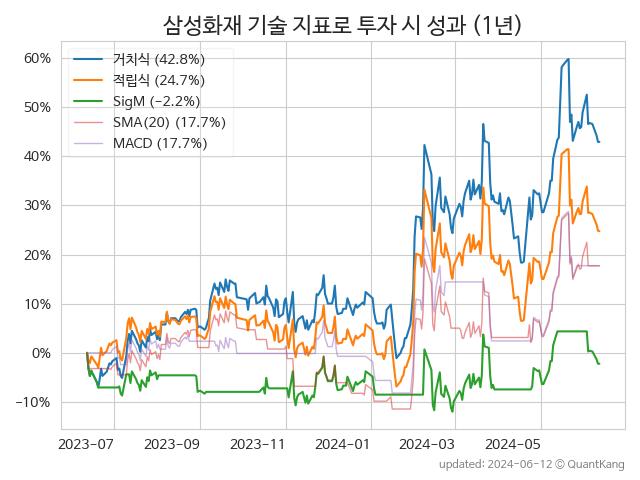 삼성화재 기술 지표로 투자 시 성과 (1년)
거치식 (42.8%)
적립식 (24.7%)
SigM (−2.2%)
SMA(20) (17.7%)
MACD (17.7%)
60%
50%
40%
30%
20%
10%
0%
−10%
2023-07 2023-09 2023-11 2024-01 2024-03 2024-05
updated: 2024-06-12 © QuantKang